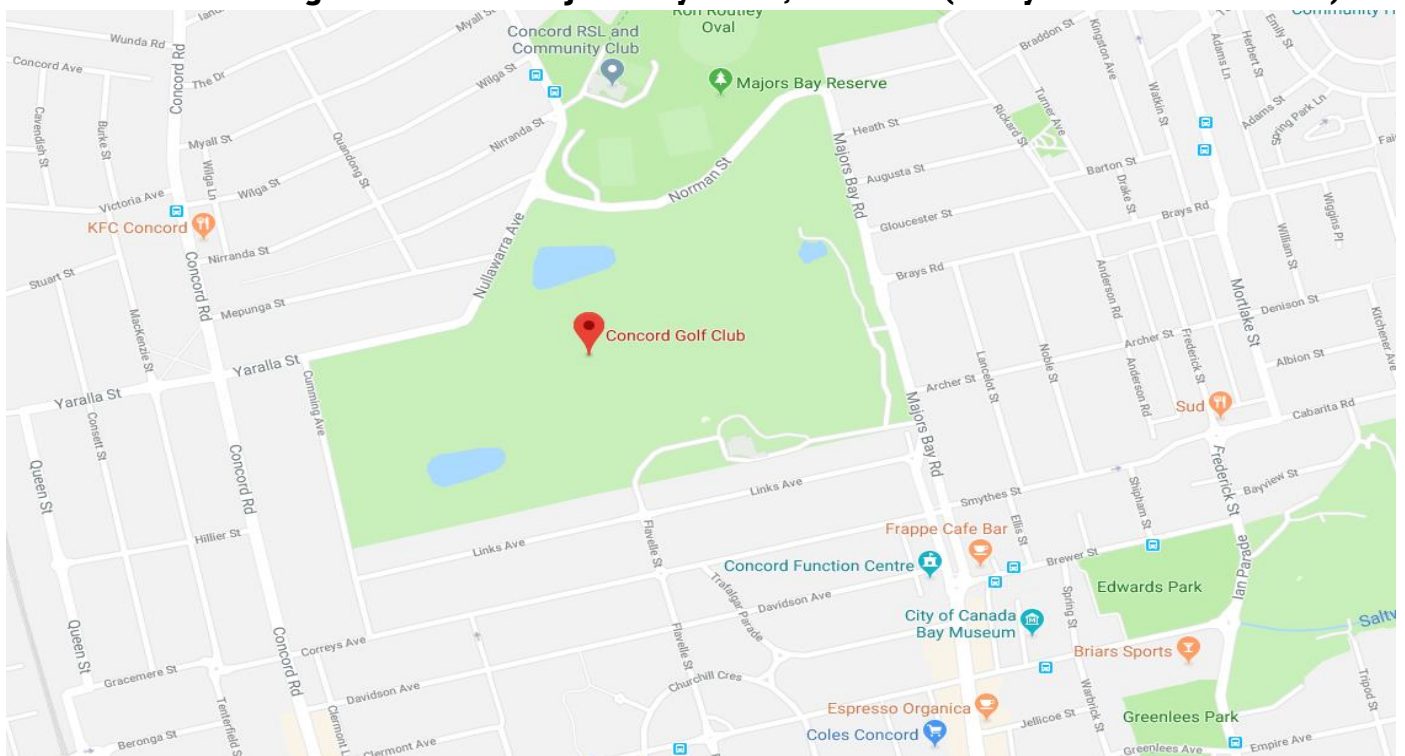 Ron Routley
Oval
Concord RSL and
Community Club
Myall St
Wunda Rd
Concord Ave
The Dr
Concord Rd
Wilga St
Majors Bay Reserve
Braddon St
Kingston Ave
Watkin St
Adams Ln
Herbert St
Emily St
Adams St
Spring Park Ln
Cavendish St
Burke St
Myall St
Quandong St
Nirranda St
Heath St
Rickard St
Turner Ave
Barton St
Drake St
Augusta St
Majors Bay Rd
Norman St
Victoria Ave
Wilga Ln
Wilga St
KFC Concord
Gloucester St
Brays Rd
Wiggins Pl
William St
Stuart St
Nirranda St
Concord Rd
Nullawarra Ave
Brays Rd
Anderson Rd
Mortlake St
Denison St
Kitchener Ave
MacKenzie St
Mepunga St
Concord Golf Club
Lancelot St
Noble St
Archer St
Frederick St
Albion St
Yaralla St
Yaralla St
Cumming Ave
Archer St
Anderson Rd
Sud
Cabarita Rd
Consett St
Majors Bay Rd
Queen St
Concord Rd
Frederick St
Links Ave
Smythes St
Shipham St
Bayview St
Hillier St
Links Ave
Flavelle St
Frappe Cafe Bar
Ellis St
Brewer St
Ian Parade
Concord Function Centre
Trafalgar Parade
Davidson Ave
Edwards Park
Spring St
City of Canada
Bay Museum
Queen St
Correys Ave
Flavelle St
Briars Sports
Concord Rd
Gracemere St
Churchill Cres
Davidson Ave
Warbrick St
Tripod St
Tenterfield St
Clermont L
Espresso Organica
Jellicoe St
Greenlees Park
Coles Concord
Beronga St
Clermont Ave
Greenlees Ave
Empire Ave